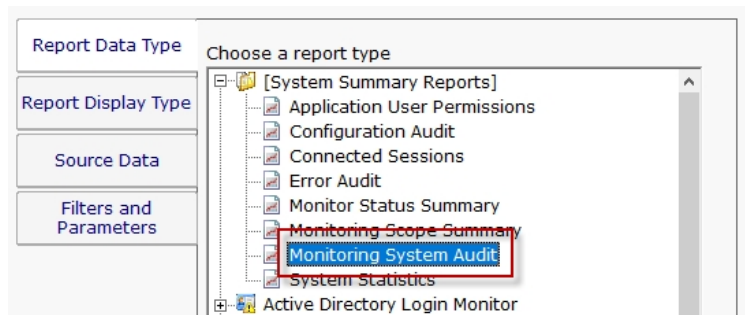 Report Data Type
Report Display Type
Source Data
Filters and
Parameters
Choose a report type
[System Summary Reports]
Application User Permissions
Configuration Audit
Connected Sessions
Error Audit
Monitor Status Summary
Monitoring Scope Summary
Monitoring System Audit
System Statistics
Active Directory Login Monitor